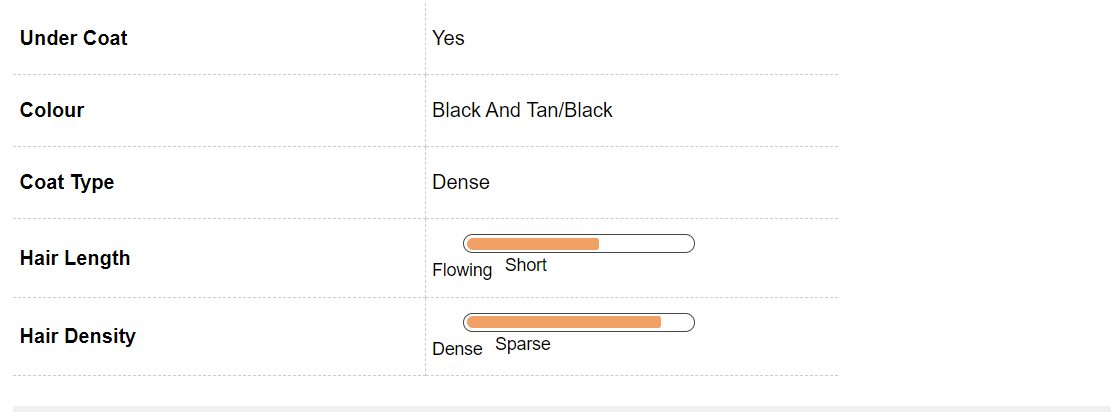 Under Coat Yes
Colour Black And Tan/Black
Coat Type Dense
Hair Length Flowing Short
Hair Density Dense Sparse